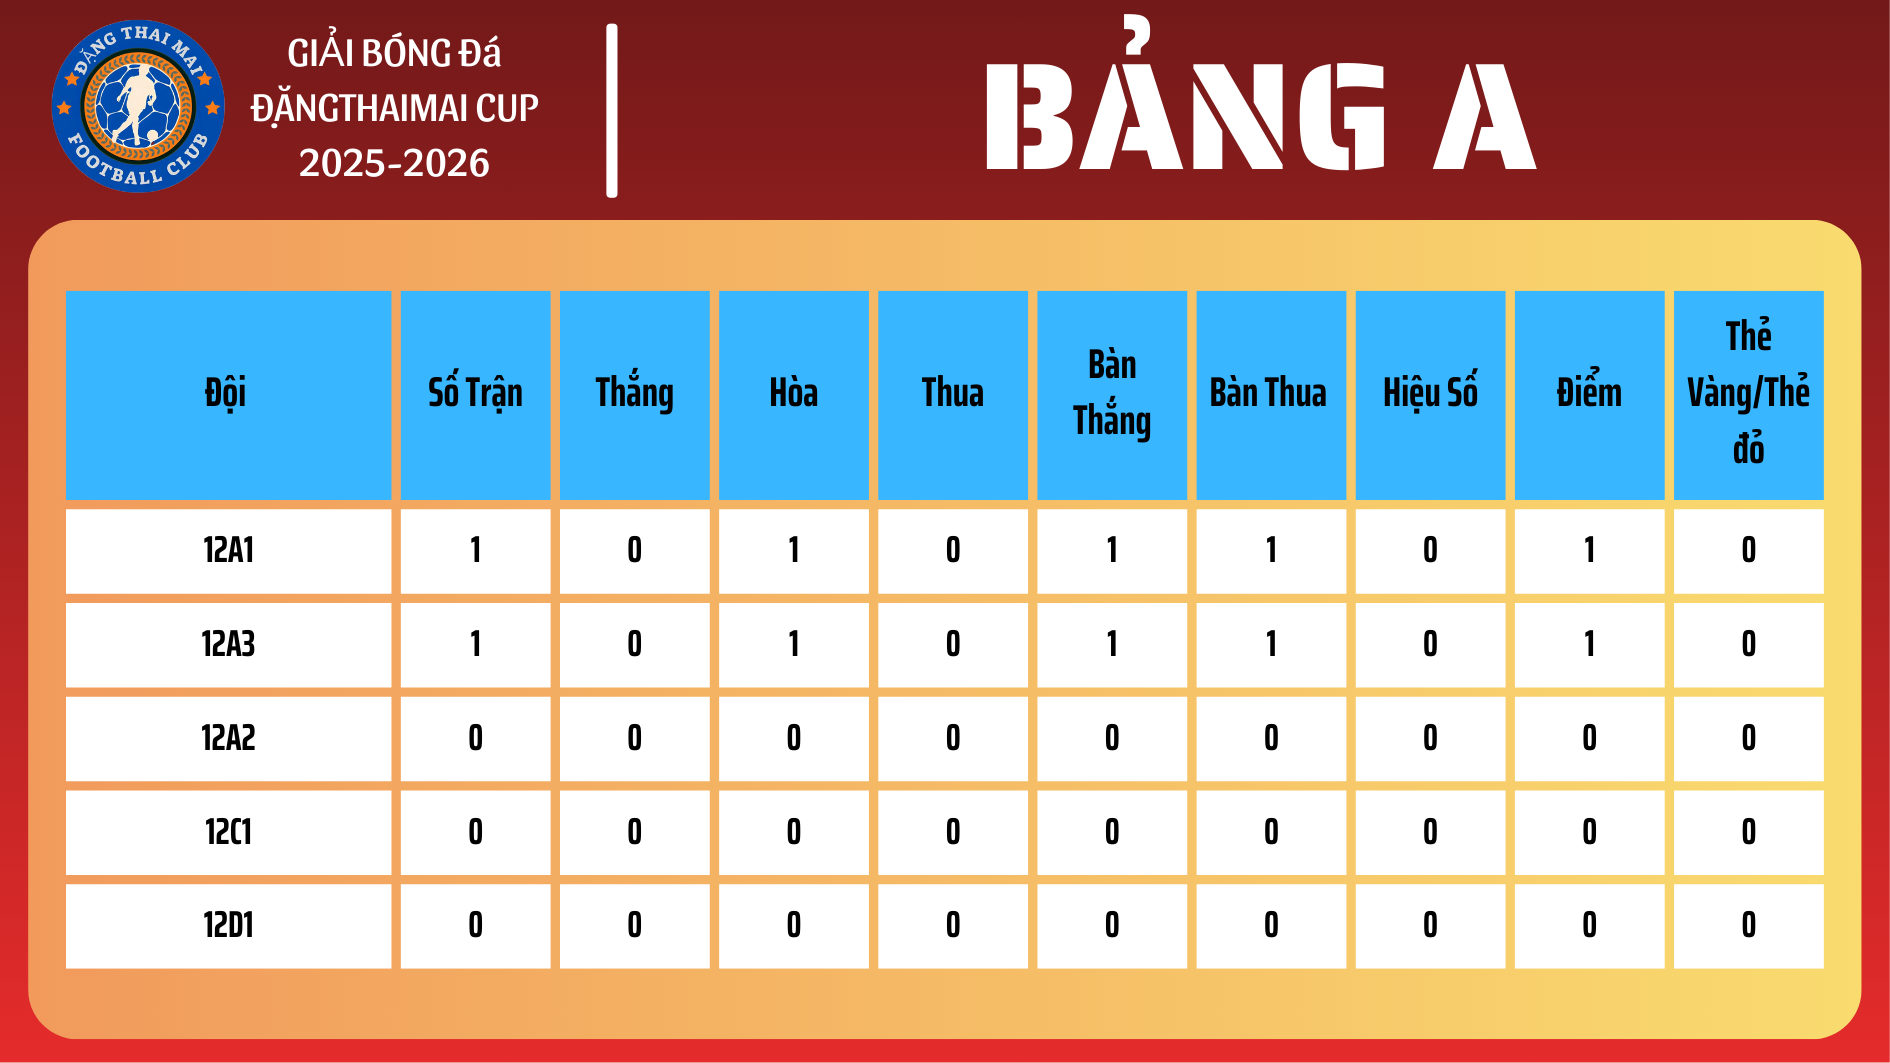 ĐẶNG THAI MAI
FOOTBALL CLUB
GIẢI BÓNG Đá
ĐẶNGTHAIMAI CUP
2025-2026
BẢNG A
Đội Số Trận Thắng Hòa Thua Bàn Thắng Bàn Thua Hiệu Số Điểm Thẻ Vàng/Thẻ đỏ
12A1 1 0 1 0 1 1 0 1 0
12A3 1 0 1 0 1 1 0 1 0
12A2 0 0 0 0 0 0 0 0 0
12C1 0 0 0 0 0 0 0 0 0
12D1 0 0 0 0 0 0 0 0 0